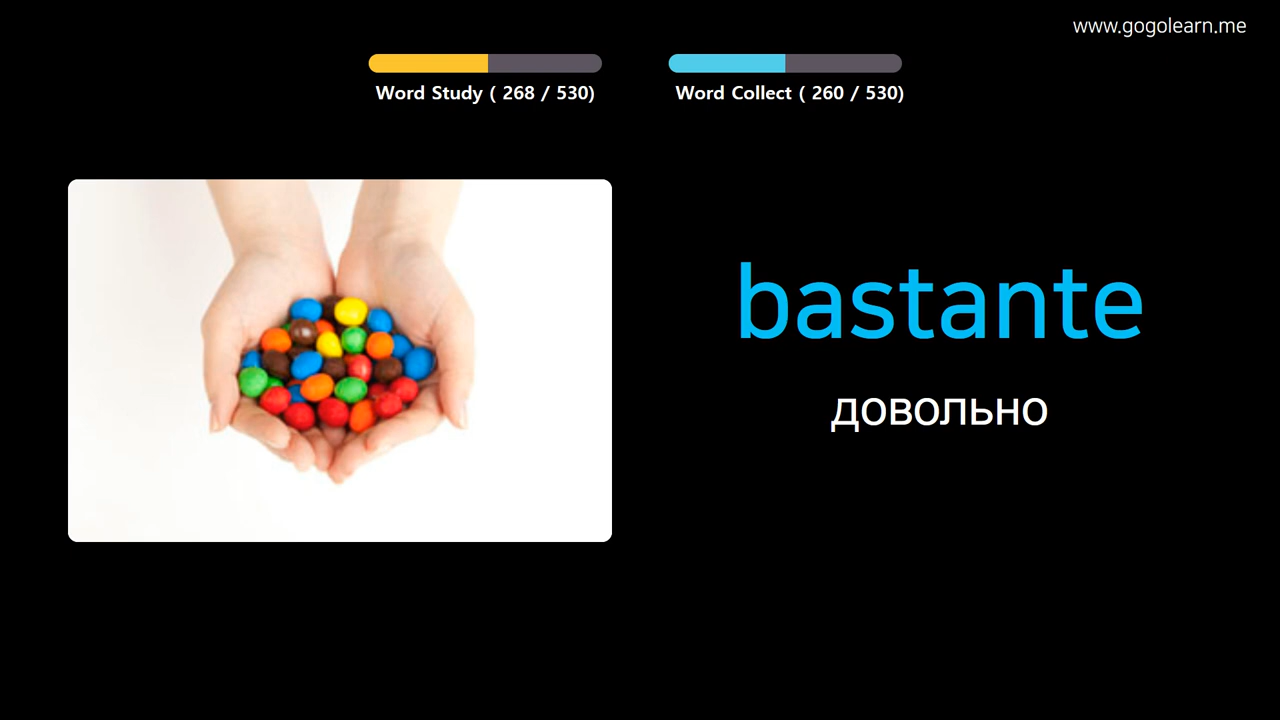 www.gogolearn.me
Word Study ( 268 / 530)
Word Collect ( 260 / 530)
bastante
довольно